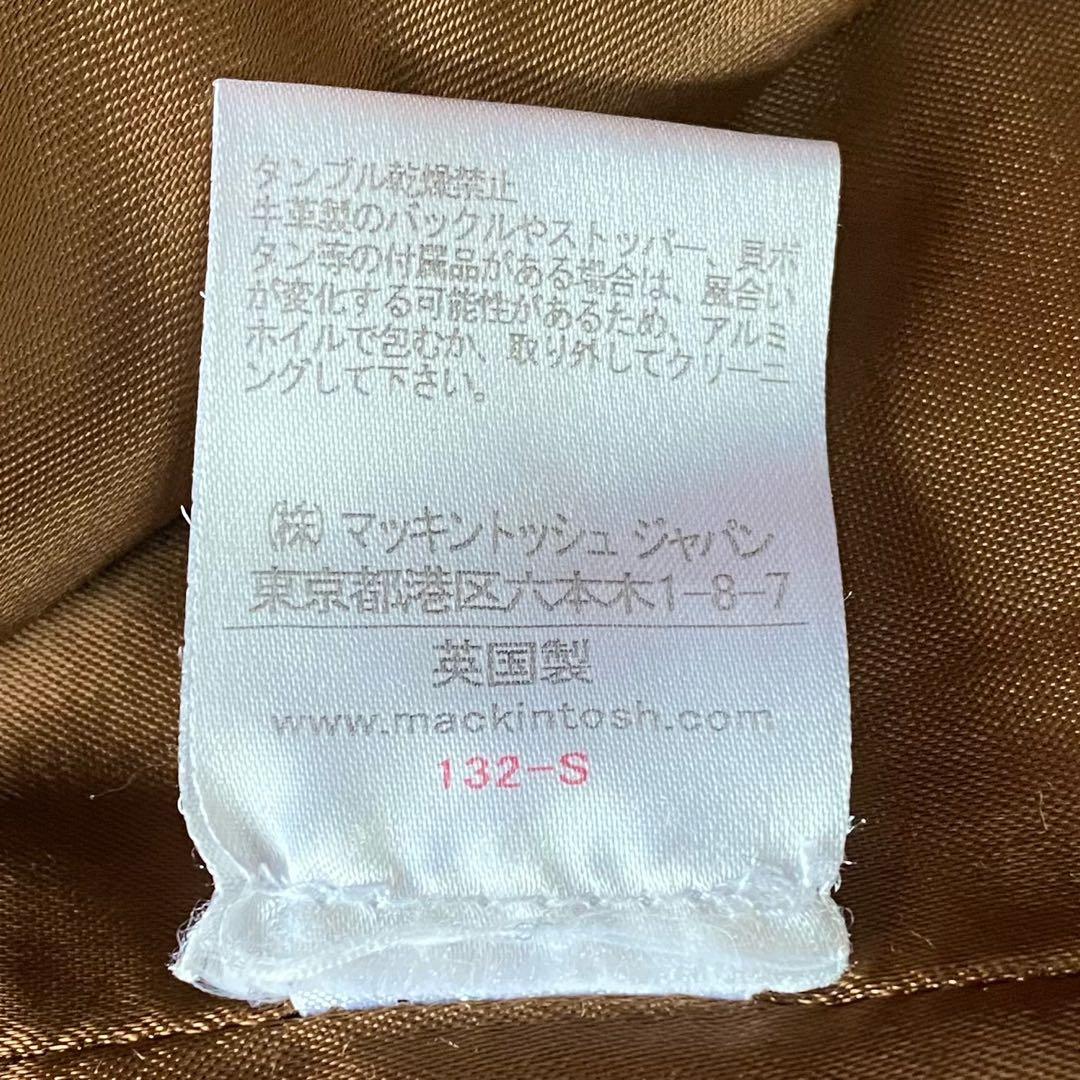 タンブル乾燥禁止
牛革製のバックルやストッパー、貝ボ
タン等の付属品がある場合は、風合い
が変化する可能性があるため、アルミ
ホイルで包むか、取り外してクリーニ
ングして下さい。
㈱ マッキントッシュ ジャパン
東京都港区六本木1-8-7
英国製
www.mackintosh.com
132-S